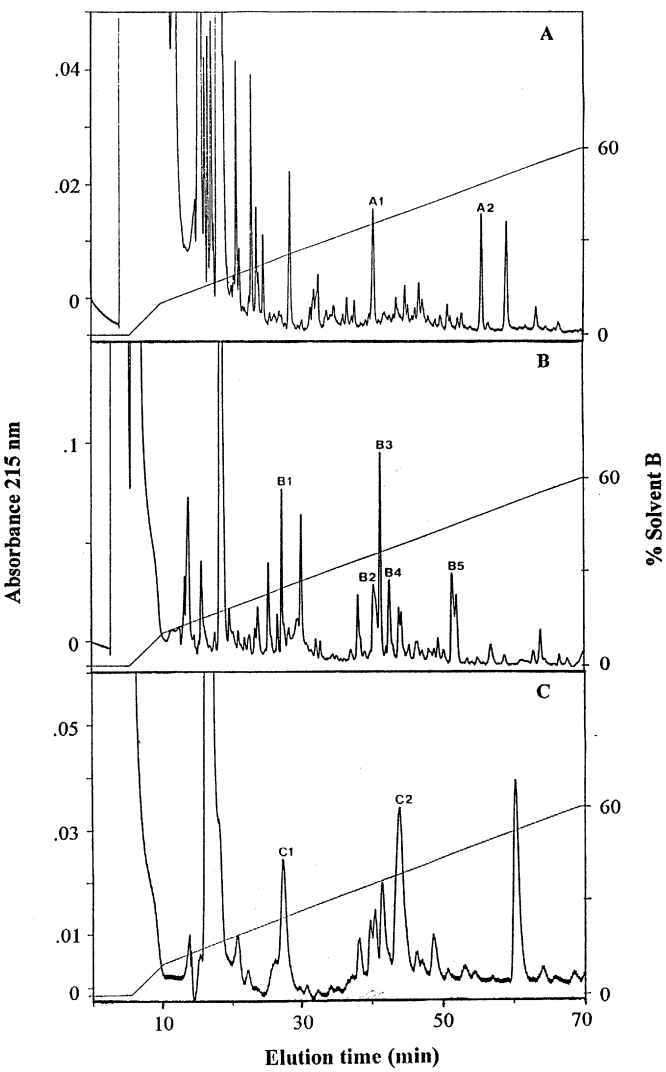 A
.04
.02
0
A1
A2
60
0
B
.1
0
B1
B2
B3
B4
B5
60
0
C
.05
.03
.01
0
C1
C2
60
0
10
30
50
70
Absorbance 215 nm
% Solvent B
Elution time (min)